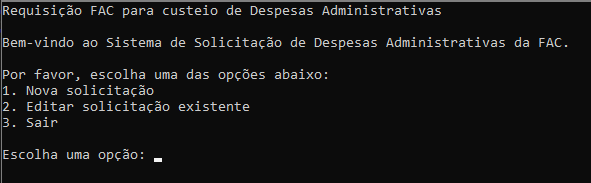 Requisição FAC para custeio de Despesas Administrativas
Bem-vindo ao Sistema de Solicitação de Despesas Administrativas da FAC.
Por favor, escolha uma das opções abaixo:
1. Nova solicitação
2. Editar solicitação existente
3. Sair
Escolha uma opção: